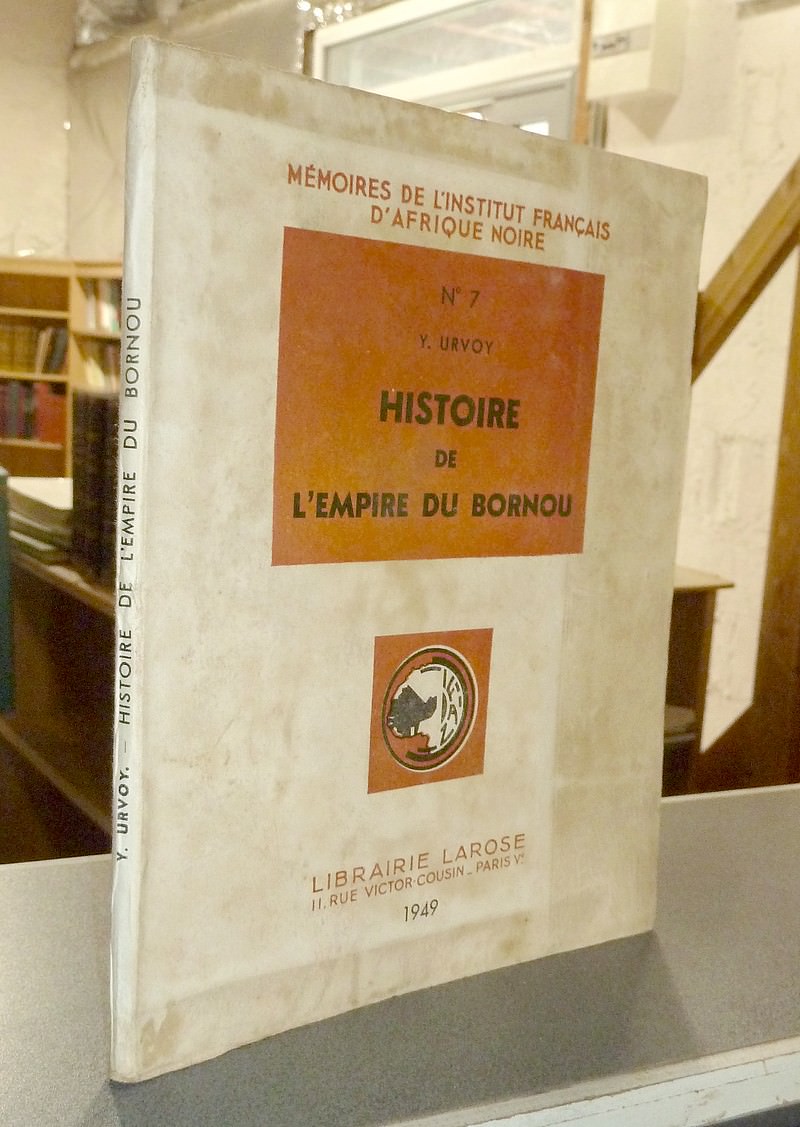 MÉMOIRES DE L'INSTITUT FRANÇAIS
D'AFRIQUE NOIRE
N° 7
Y. URVOY
HISTOIRE
DE
L'EMPIRE DU BORNOU
IFAN
LIBRAIRIE LAROSE
11, RUE VICTOR-COUSIN _ PARIS Ve
1949
Y. URVOY. — HISTOIRE DE L'EMPIRE DU BORNOU